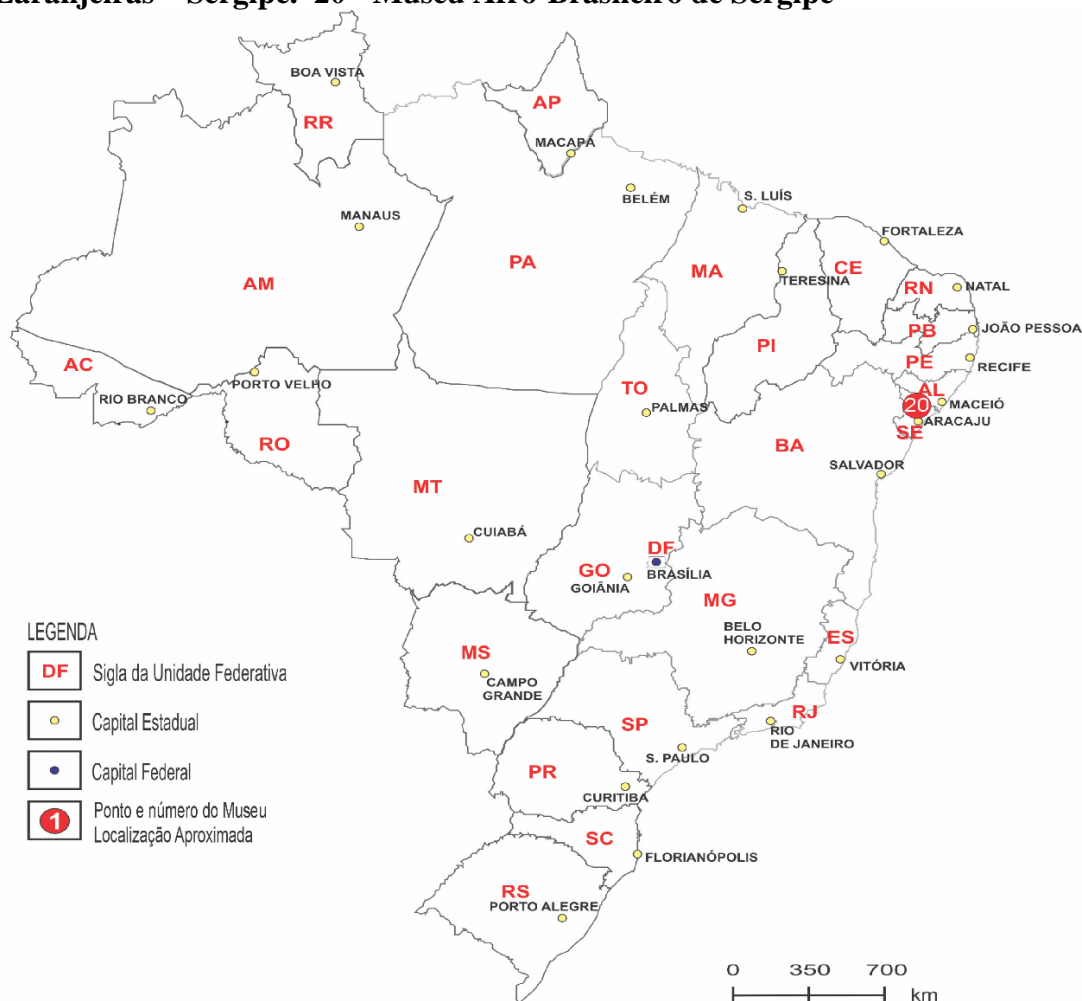 Laranjeiras – Sergipe. 20 - Museu Afro-Brasileiro de Sergipe
BOA VISTA
RR
AP
MACAPÁ
BELÉM
S. LUÍS
MANAUS
FORTALEZA
PA
MA
CE
TERESINA
AM
RN
NATAL
PB
JOÃO PESSOA
PI
PE
RECIFE
AC
PORTO VELHO
TO
AL
RIO BRANCO
PALMAS
20
MACEIÓ
ARACAJU
SE
RO
BA
SALVADOR
MT
CUIABÁ
DF
GO
BRASÍLIA
GOIÂNIA
MG
BELO
HORIZONTE
ES
VITÓRIA
MS
CAMPO
GRANDE
RJ
RIO
DE JANEIRO
SP
S. PAULO
PR
CURITIBA
SC
FLORIANÓPOLIS
RS
PORTO ALEGRE
LEGENDA
DF Sigla da Unidade Federativa
Capital Estadual
Capital Federal
1 Ponto e número do Museu
Localização Aproximada
0 350 700
km